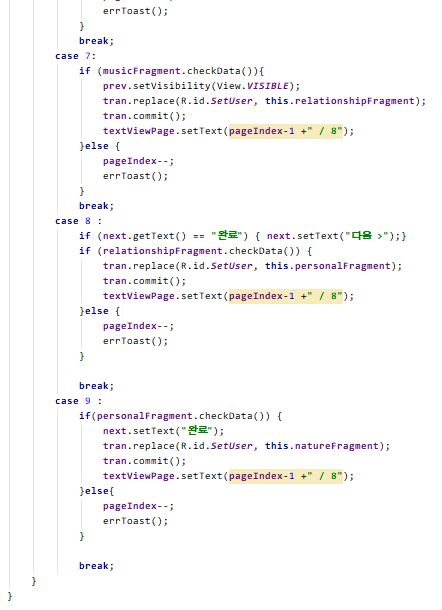 errToast();
}
break;
case 7:
if (musicFragment.checkData()){
prev.setVisibility(View.VISIBLE);
tran.replace(R.id.SetUser, this.relationshipFragment);
tran.commit();
textViewPage.setText(pageIndex-1 +" / 8");
}else {
pageIndex--;
errToast();
}
break;
case 8 :
if (next.getText() == "완료") { next.setText("다음 >");}
if (relationshipFragment.checkData()) {
tran.replace(R.id.SetUser, this.personalFragment);
tran.commit();
textViewPage.setText(pageIndex-1 +" / 8");
}else {
pageIndex--;
errToast();
}
break;
case 9 :
if(personalFragment.checkData()) {
next.setText("완료");
tran.replace(R.id.SetUser, this.natureFragment);
tran.commit();
textViewPage.setText(pageIndex-1 +" / 8");
}else{
pageIndex--;
errToast();
}
break;
}
}